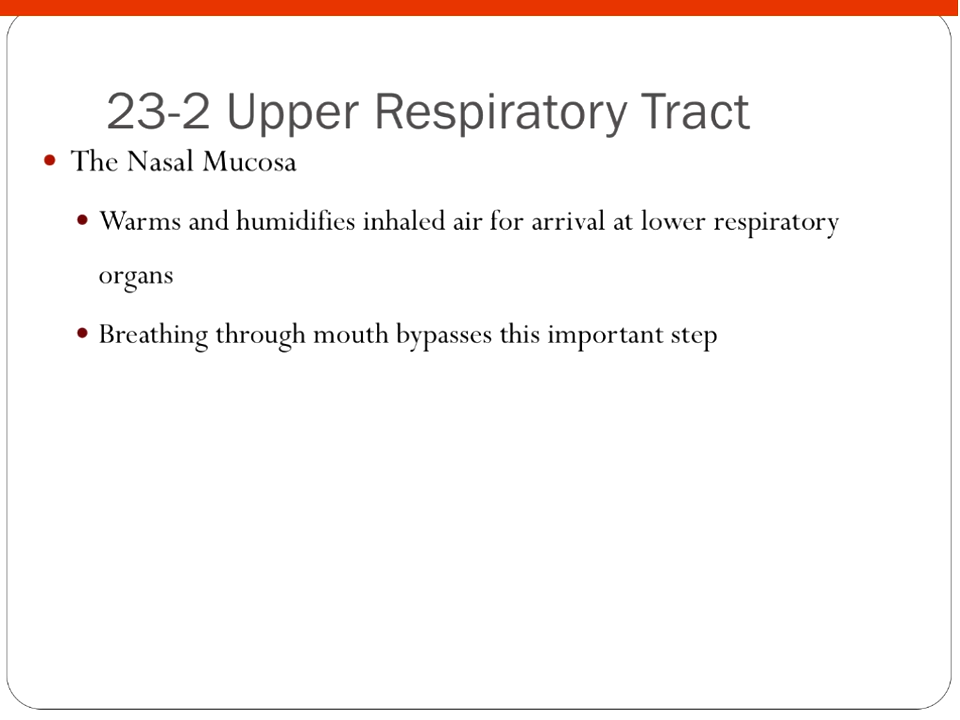 23-2 Upper Respiratory Tract
• The Nasal Mucosa
• Warms and humidifies inhaled air for arrival at lower respiratory
organs
• Breathing through mouth bypasses this important step